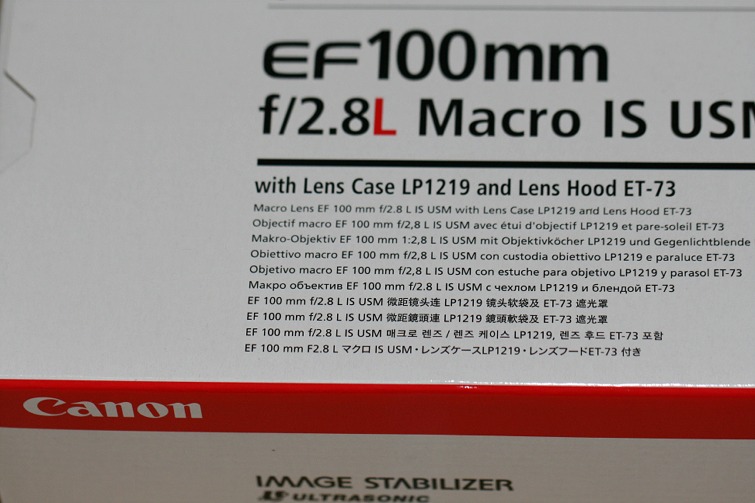 EF100mm
f/2.8L Macro IS USM
with Lens Case LP1219 and Lens Hood ET-73
Macro Lens EF 100 mm f/2.8 L IS USM with Lens Case LP1219 and Lens Hood ET-73
Objectif macro EF 100 mm f/2,8 L IS USM avec étui d'objectif LP1219 et pare-soleil ET-73
Makro-Objektiv EF 100 mm 1:2,8 L IS USM mit Objektivköcher LP1219 und Gegenlichtblende
Obiettivo macro EF 100 mm f/2,8 L IS USM con custodia obiettivo LP1219 e paraluce ET-73
Objetivo macro EF 100 mm f/2,8 L IS USM con estuche para objetivo LP1219 y parasol ET-73
Макро объектив EF 100 mm f/2.8 L IS USM с чехлом LP1219 и блендой ET-73
EF 100 mm f/2.8 L IS USM 微距镜头连 LP1219 镜头软袋及 ET-73 遮光罩
EF 100 mm f/2.8 L IS USM 微距鏡頭連 LP1219 鏡頭軟袋及 ET-73 遮光罩
EF 100 mm f/2.8 L IS USM 매크로 렌즈 / 렌즈 케이스 LP1219, 렌즈 후드 ET-73 포함
EF 100 mm F2.8 L マクロ IS USM・レンズケースLP1219・レンズフードET-73 付き
Canon
IMAGE STABILIZER
ULTRASONIC